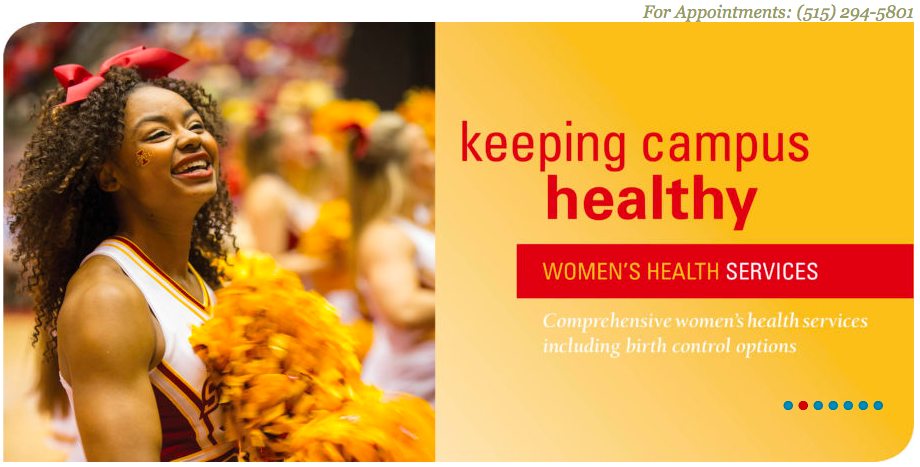 For Appointments: (515) 294-5801
keeping campus
healthy
WOMEN'S HEALTH SERVICES
Comprehensive women's health services
including birth control options